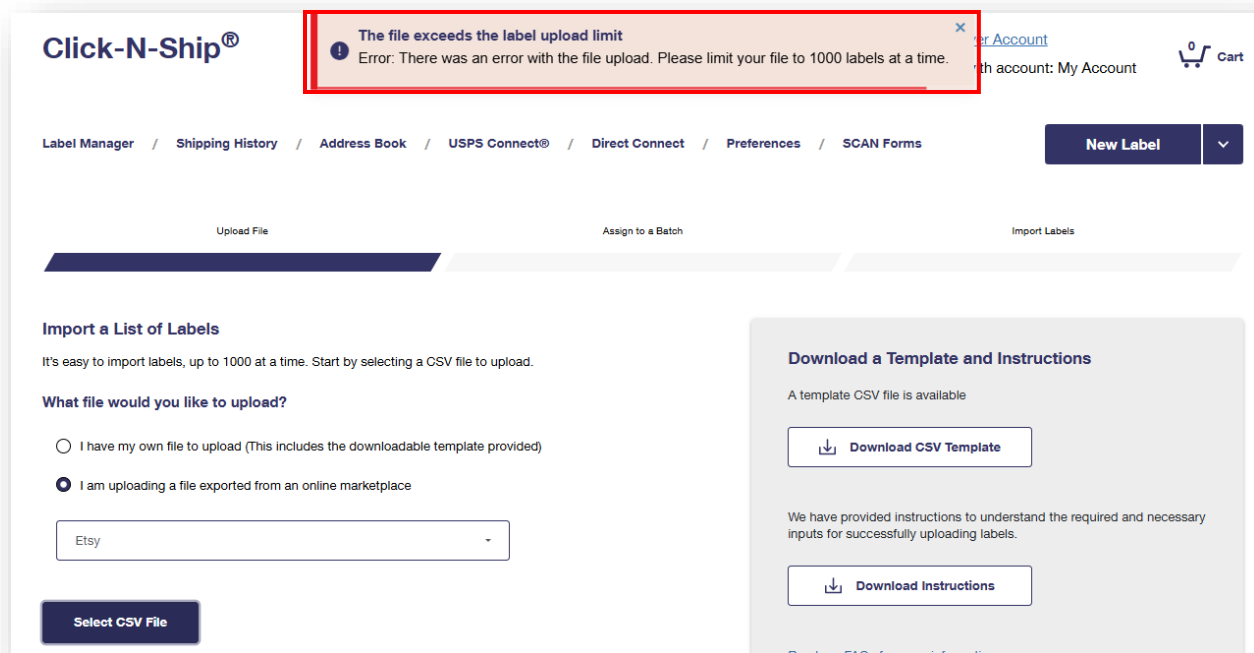 Click-N-Ship®
The file exceeds the label upload limit
Error: There was an error with the file upload. Please limit your file to 1000 labels at a time.
Account
account: My Account
0
Cart
Label Manager / Shipping History / Address Book / USPS Connect® / Direct Connect / Preferences / SCAN Forms
New Label
Upload File
Assign to a Batch
Import Labels
Import a List of Labels
It's easy to import labels, up to 1000 at a time. Start by selecting a CSV file to upload.
What file would you like to upload?
I have my own file to upload (This includes the downloadable template provided)
I am uploading a file exported from an online marketplace
Etsy
Select CSV File
Download a Template and Instructions
A template CSV file is available
Download CSV Template
We have provided instructions to understand the required and necessary
inputs for successfully uploading labels.
Download Instructions